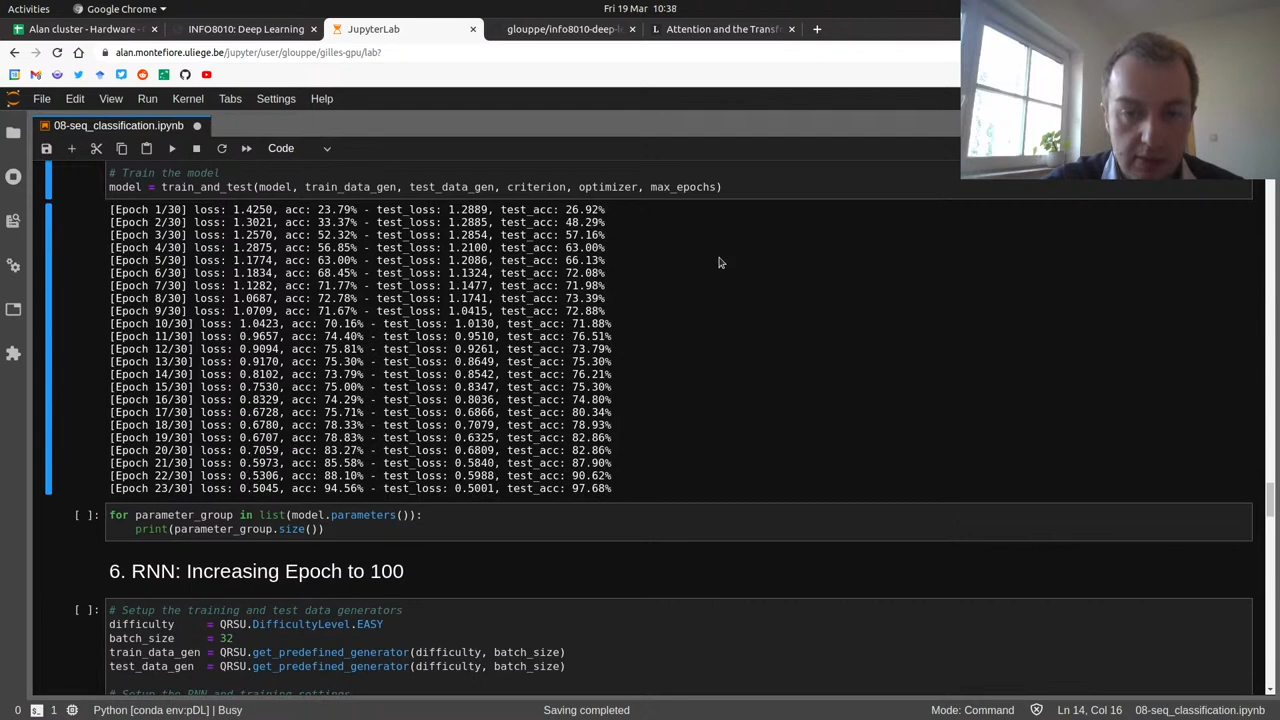 Activities
Google Chrome
Fri 19 Mar 10:38
Alan cluster - Hardware -
INFO8010: Deep Learning
JupyterLab
glouppe/info8010-deep-l
Attention and the Transf
alan.montefiore.uliege.be/jupyter/user/glouppe/gilles-gpu/lab?
File Edit View Run Kernel Tabs Settings Help
08-seq_classification.ipynb
Code
# Train the model
model = train_and_test(model, train_data_gen, test_data_gen, criterion, optimizer, max_epochs)
[Epoch 1/30] loss: 1.4250, acc: 23.79% - test_loss: 1.2889, test_acc: 26.92%
[Epoch 2/30] loss: 1.3021, acc: 33.37% - test_loss: 1.2885, test_acc: 48.29%
[Epoch 3/30] loss: 1.2570, acc: 52.32% - test_loss: 1.2854, test_acc: 57.16%
[Epoch 4/30] loss: 1.2875, acc: 56.85% - test_loss: 1.2100, test_acc: 63.00%
[Epoch 5/30] loss: 1.1774, acc: 63.00% - test_loss: 1.2086, test_acc: 66.13%
[Epoch 6/30] loss: 1.1834, acc: 68.45% - test_loss: 1.1324, test_acc: 72.08%
[Epoch 7/30] loss: 1.1282, acc: 71.77% - test_loss: 1.1477, test_acc: 71.98%
[Epoch 8/30] loss: 1.0687, acc: 72.78% - test_loss: 1.1741, test_acc: 73.39%
[Epoch 9/30] loss: 1.0709, acc: 71.67% - test_loss: 1.0415, test_acc: 72.88%
[Epoch 10/30] loss: 1.0423, acc: 70.16% - test_loss: 1.0130, test_acc: 71.88%
[Epoch 11/30] loss: 0.9657, acc: 74.40% - test_loss: 0.9510, test_acc: 76.51%
[Epoch 12/30] loss: 0.9094, acc: 75.81% - test_loss: 0.9261, test_acc: 73.79%
[Epoch 13/30] loss: 0.9170, acc: 75.30% - test_loss: 0.8649, test_acc: 75.30%
[Epoch 14/30] loss: 0.8102, acc: 73.79% - test_loss: 0.8542, test_acc: 76.21%
[Epoch 15/30] loss: 0.7530, acc: 75.00% - test_loss: 0.8347, test_acc: 75.30%
[Epoch 16/30] loss: 0.8329, acc: 74.29% - test_loss: 0.8036, test_acc: 74.80%
[Epoch 17/30] loss: 0.6728, acc: 75.71% - test_loss: 0.6866, test_acc: 80.34%
[Epoch 18/30] loss: 0.6780, acc: 78.33% - test_loss: 0.7079, test_acc: 78.93%
[Epoch 19/30] loss: 0.6707, acc: 78.83% - test_loss: 0.6325, test_acc: 82.86%
[Epoch 20/30] loss: 0.7059, acc: 83.27% - test_loss: 0.6809, test_acc: 82.86%
[Epoch 21/30] loss: 0.5973, acc: 85.58% - test_loss: 0.5840, test_acc: 87.90%
[Epoch 22/30] loss: 0.5306, acc: 88.10% - test_loss: 0.5988, test_acc: 90.62%
[Epoch 23/30] loss: 0.5045, acc: 94.56% - test_loss: 0.5001, test_acc: 97.68%
[ ]: for parameter_group in list(model.parameters()):
print(parameter_group.size())
6. RNN: Increasing Epoch to 100
[ ]: # Setup the training and test data generators
difficulty = QRSU.DifficultyLevel.EASY
batch_size = 32
train_data_gen = QRSU.get_predefined_generator(difficulty, batch_size)
test_data_gen = QRSU.get_predefined_generator(difficulty, batch_size)
# Setup the RNN and training settings
0 1 Python [conda env:pDL] | Busy
Saving completed
Mode: Command
Ln 14, Col 16
08-seq_classification.ipynb